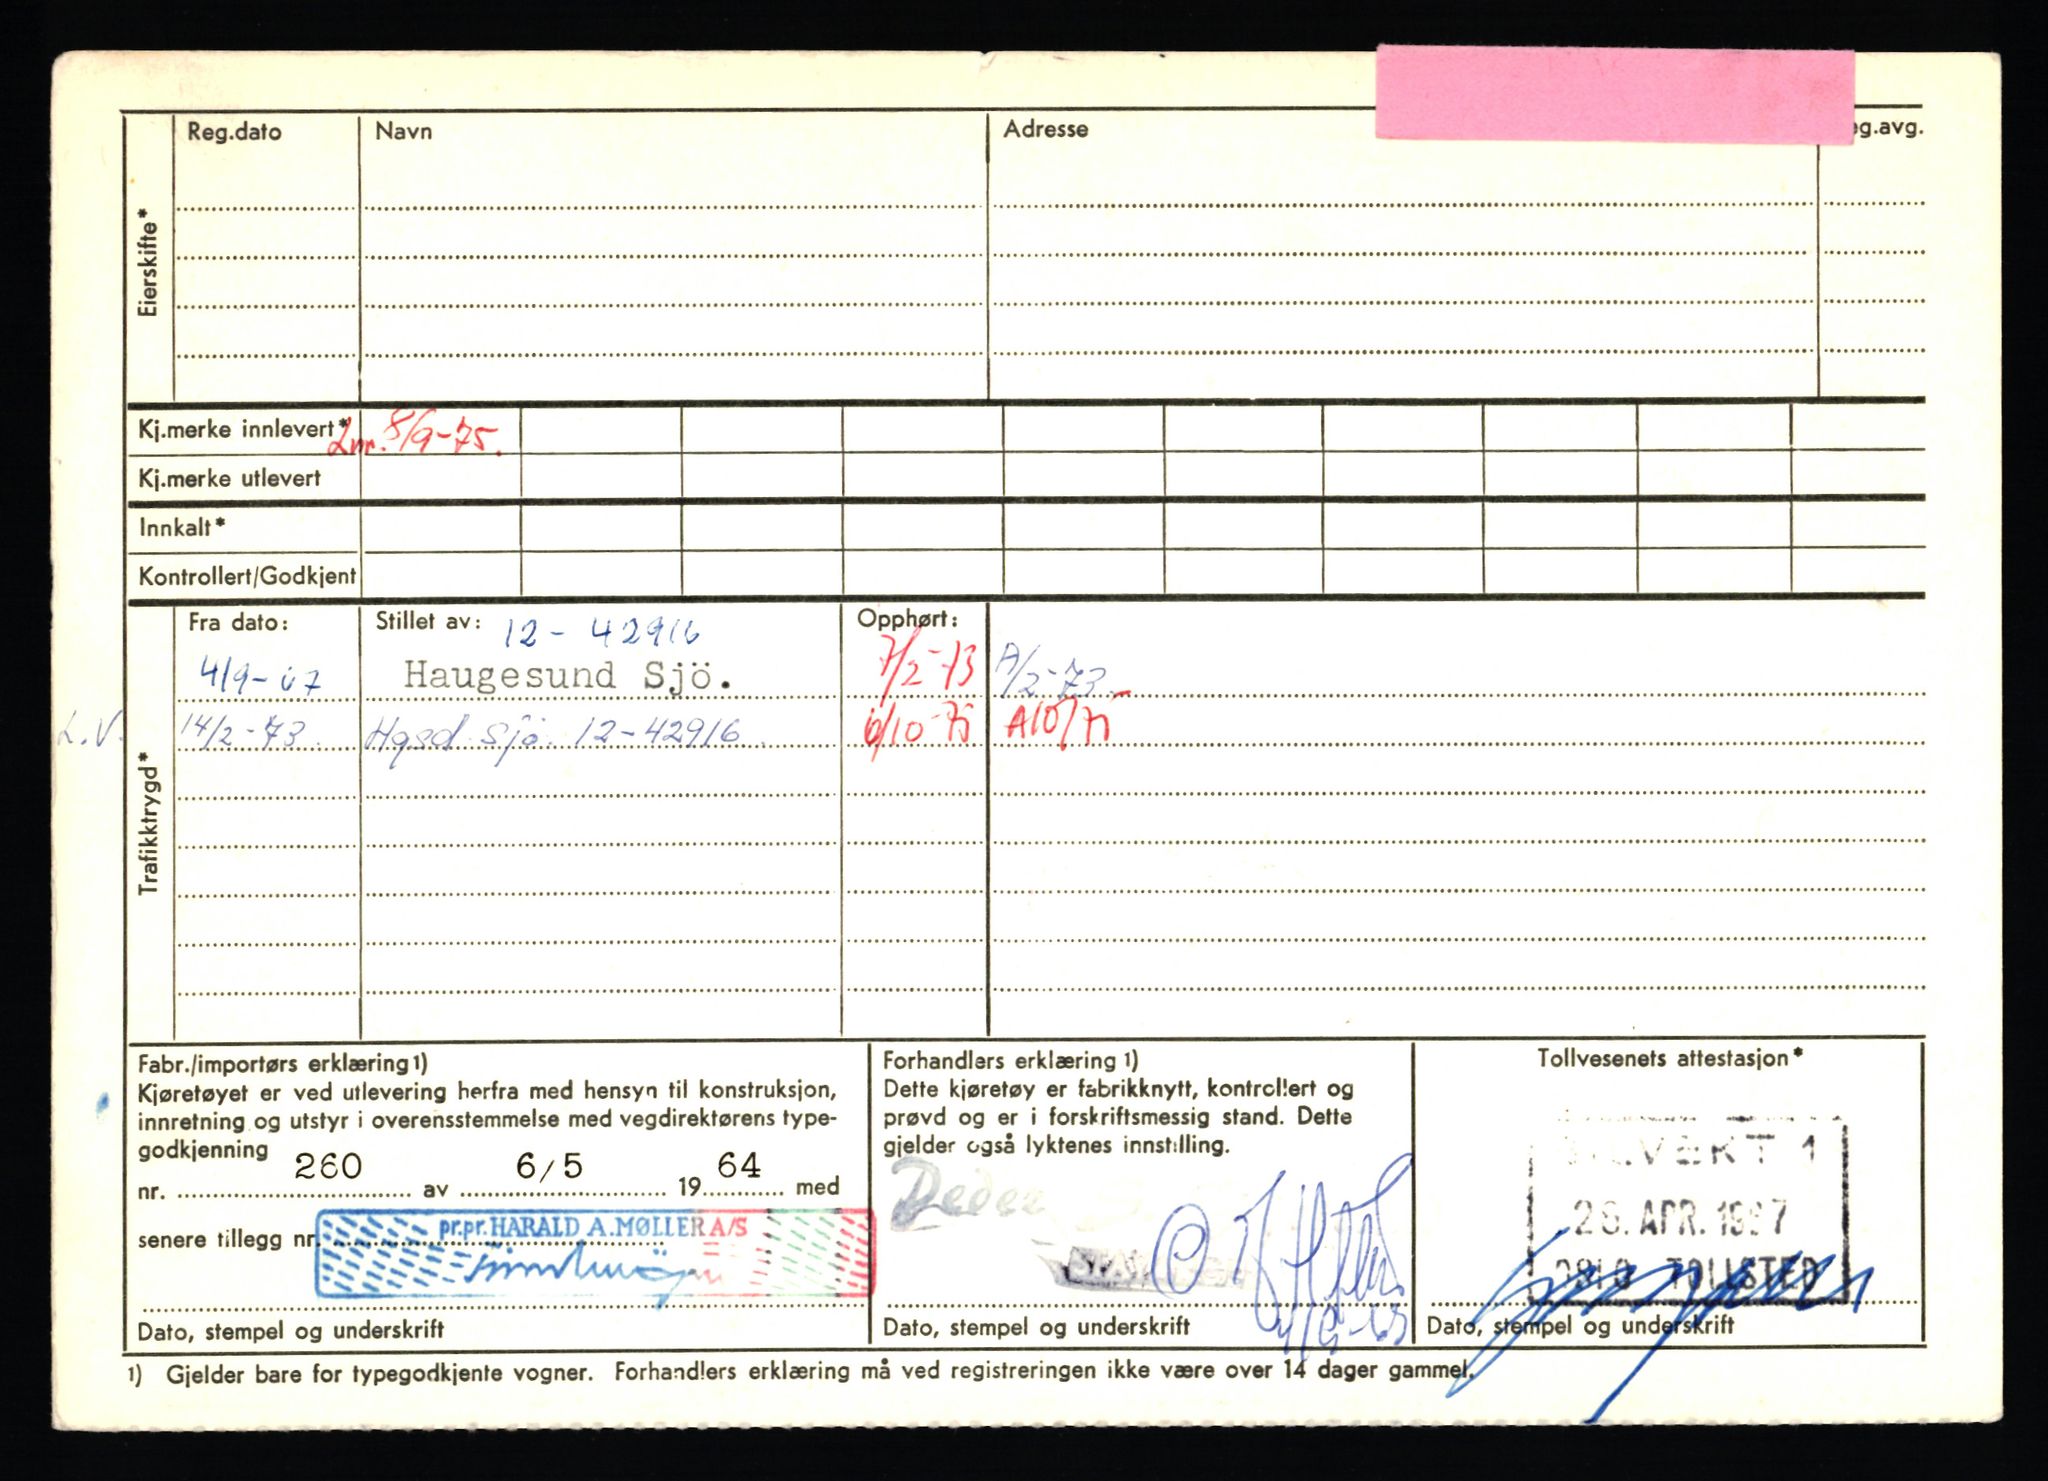 Reg.dato Navn Adresse eg.avg.
Eierskifte*
Kj.merke innlevert* Lnr. 8/9-75.
Kj.merke utlevert
Innkalt*
Kontrollert/Godkjent
Trafikktrygd*
Fra dato: Stillet av: 12-42916 Opphørt:
4/9-67 Haugesund Sjö. 7/2-73 A/2-73
L.V. 14/2-73 Hgsd Sjö. 12-42916 6/10-75 A10/75
Fabr./importørs erklæring 1)
Kjøretøyet er ved utlevering herfra med hensyn til konstruksjon,
innretning og utstyr i overensstemmelse med vegdirektørens type-
godkjenning
nr. 260 av 6/5 1964 med
senere tillegg nr.
pr.pr. HARALD A. MØLLER A/S
Dato, stempel og underskrift
Forhandlers erklæring 1)
Dette kjøretøy er fabrikknytt, kontrollert og
prøvd og er i forskriftsmessig stand. Dette
gjelder også lyktenes innstilling.
Dato, stempel og underskrift
Tollvesenets attestasjon*
26. APR. 1967
OSLO TOLLSTED
Dato, stempel og underskrift
1) Gjelder bare for typegodkjente vogner. Forhandlers erklæring må ved registreringen ikke være over 14 dager gammel.